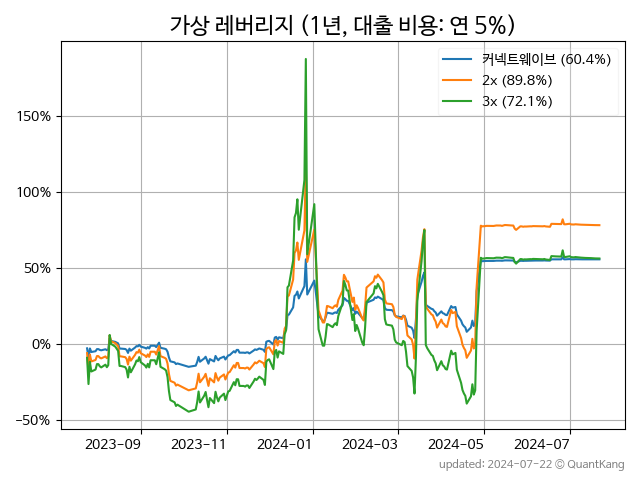 가상 레버리지 (1년, 대출 비용: 연 5%)
커넥트웨이브 (60.4%)
2x (89.8%)
3x (72.1%)
150%
100%
50%
0%
−50%
2023-09
2023-11
2024-01
2024-03
2024-05
2024-07
updated: 2024-07-22 © QuantKang